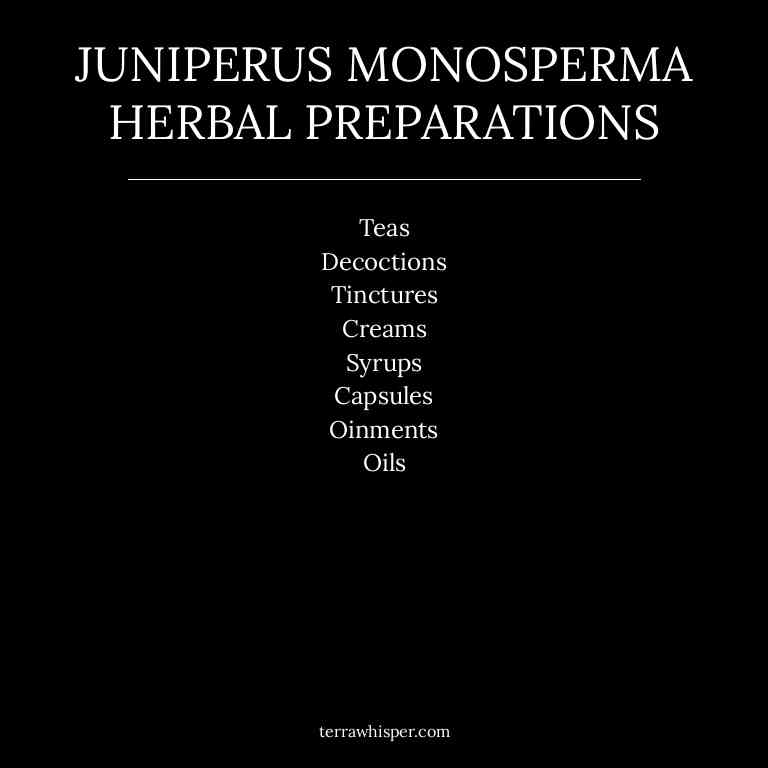 JUNIPERUS MONOSPERMA
HERBAL PREPARATIONS
Teas
Decoctions
Tinctures
Creams
Syrups
Capsules
Oinments
Oils
terrawhisper.com